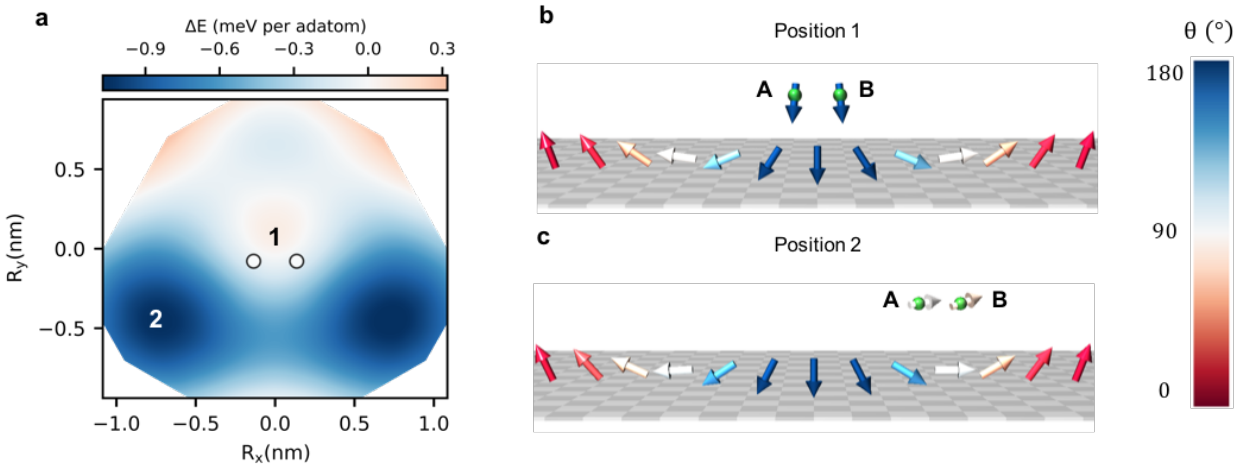 a
ΔE (meV per adatom)
−0.9 −0.6 −0.3 0.0 0.3
R_y(nm)
0.5
0.0
−0.5
1
2
−1.0 −0.5 0.0 0.5 1.0
R_x(nm)
b
Position 1
A B
c
Position 2
A B
θ (°)
180
90
0